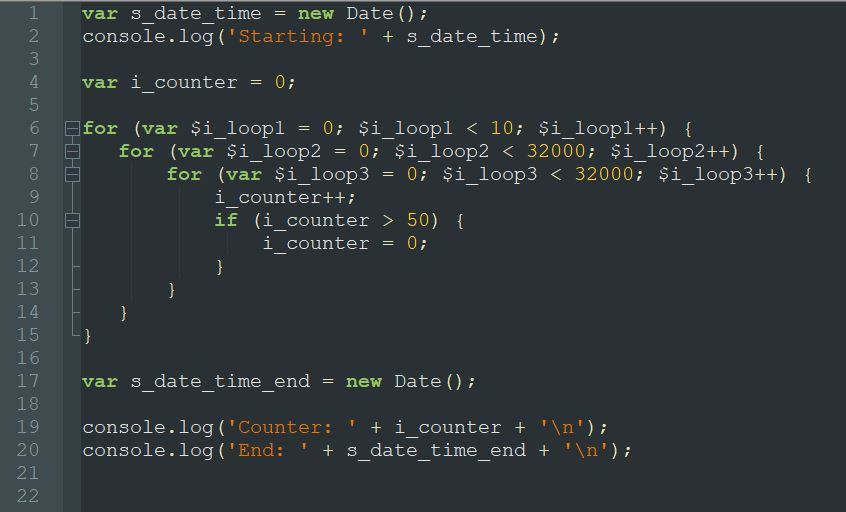 1 var s_date_time = new Date();
2 console.log('Starting: ' + s_date_time);
3
4 var i_counter = 0;
5
6 for (var $i_loop1 = 0; $i_loop1 < 10; $i_loop1++) {
7 for (var $i_loop2 = 0; $i_loop2 < 32000; $i_loop2++) {
8 for (var $i_loop3 = 0; $i_loop3 < 32000; $i_loop3++) {
9 i_counter++;
10 if (i_counter > 50) {
11 i_counter = 0;
12 }
13 }
14 }
15 }
16
17 var s_date_time_end = new Date();
18
19 console.log('Counter: ' + i_counter + '\n');
20 console.log('End: ' + s_date_time_end + '\n');
21
22